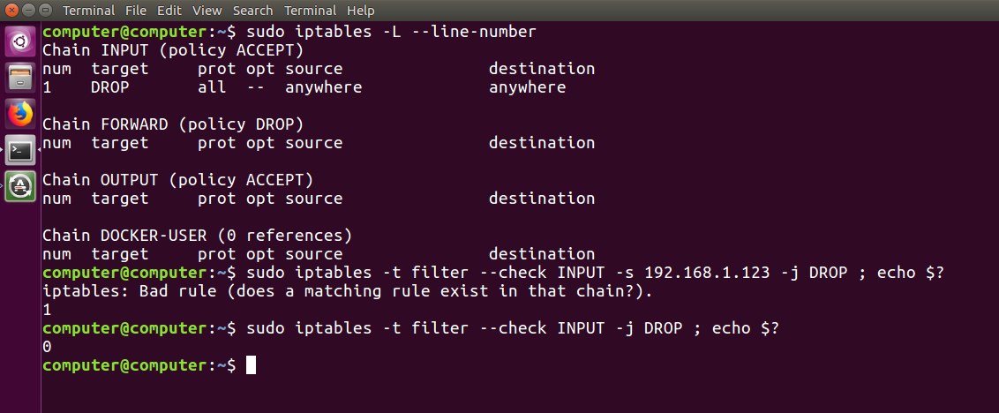 Terminal File Edit View Search Terminal Help
computer@computer:~$ sudo iptables -L --line-number
Chain INPUT (policy ACCEPT)
num  target     prot opt source               destination
1    DROP       all  --  anywhere             anywhere

Chain FORWARD (policy DROP)
num  target     prot opt source               destination

Chain OUTPUT (policy ACCEPT)
num  target     prot opt source               destination

Chain DOCKER-USER (0 references)
num  target     prot opt source               destination
computer@computer:~$ sudo iptables -t filter --check INPUT -s 192.168.1.123 -j DROP ; echo $?
iptables: Bad rule (does a matching rule exist in that chain?).
1
computer@computer:~$ sudo iptables -t filter --check INPUT -j DROP ; echo $?
0
computer@computer:~$